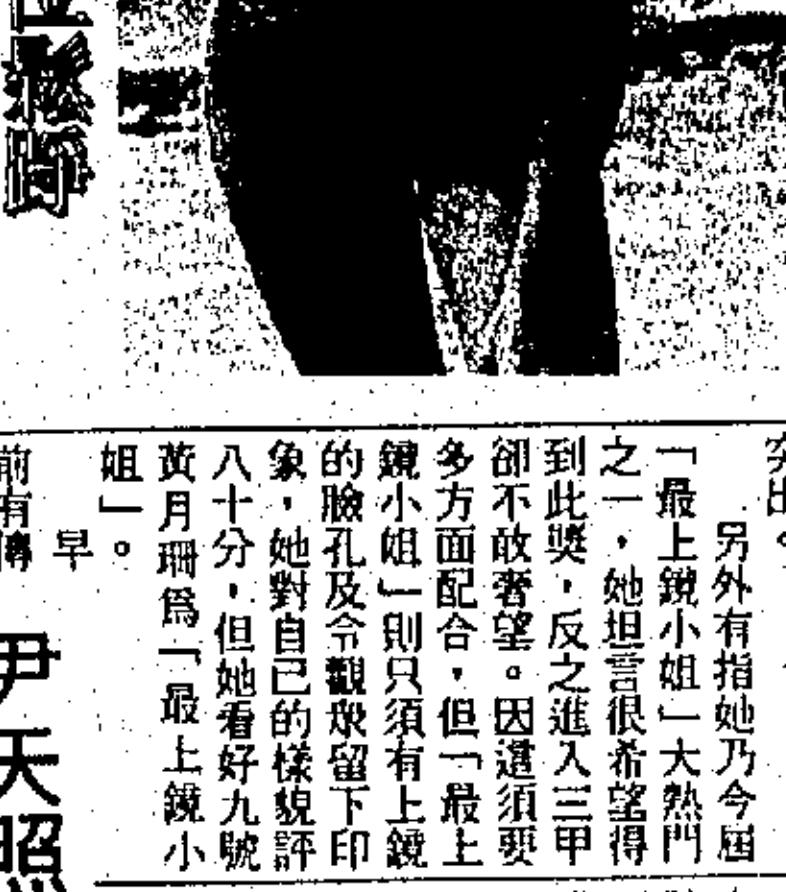 突出。
另外有指她乃今屆
「最上鏡小姐」大熱門
之一，她坦言很希望得
到此獎，反之進入三甲
卻不敢奢望。因還須要
多方面配合，但「最上
鏡小姐」則只須有上鏡
的臉孔及令觀衆留下印
象，她對自已的樣貌評
八十分，但她看好九號
黃月珊爲「最上鏡小
姐」。
早
前有傳
尹天照